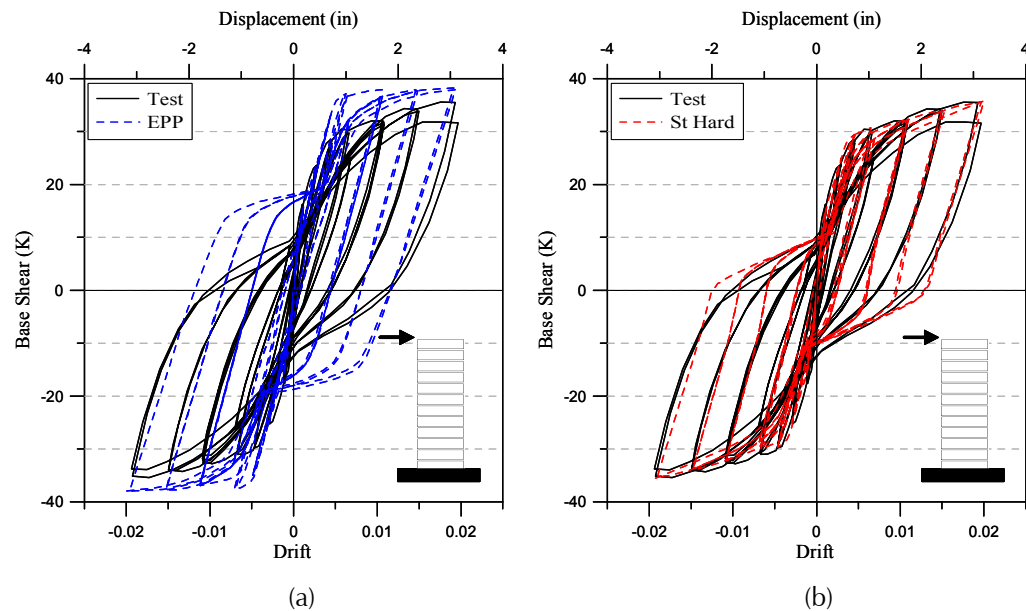 Displacement (in)
-4 -2 0 2 4
40
20
0
-20
-40
Base Shear (K)
Test
EPP
-0.02 -0.01 0 0.01 0.02
Drift
(a)
Displacement (in)
-4 -2 0 2 4
40
20
0
-20
-40
Base Shear (K)
Test
St Hard
-0.02 -0.01 0 0.01 0.02
Drift
(b)